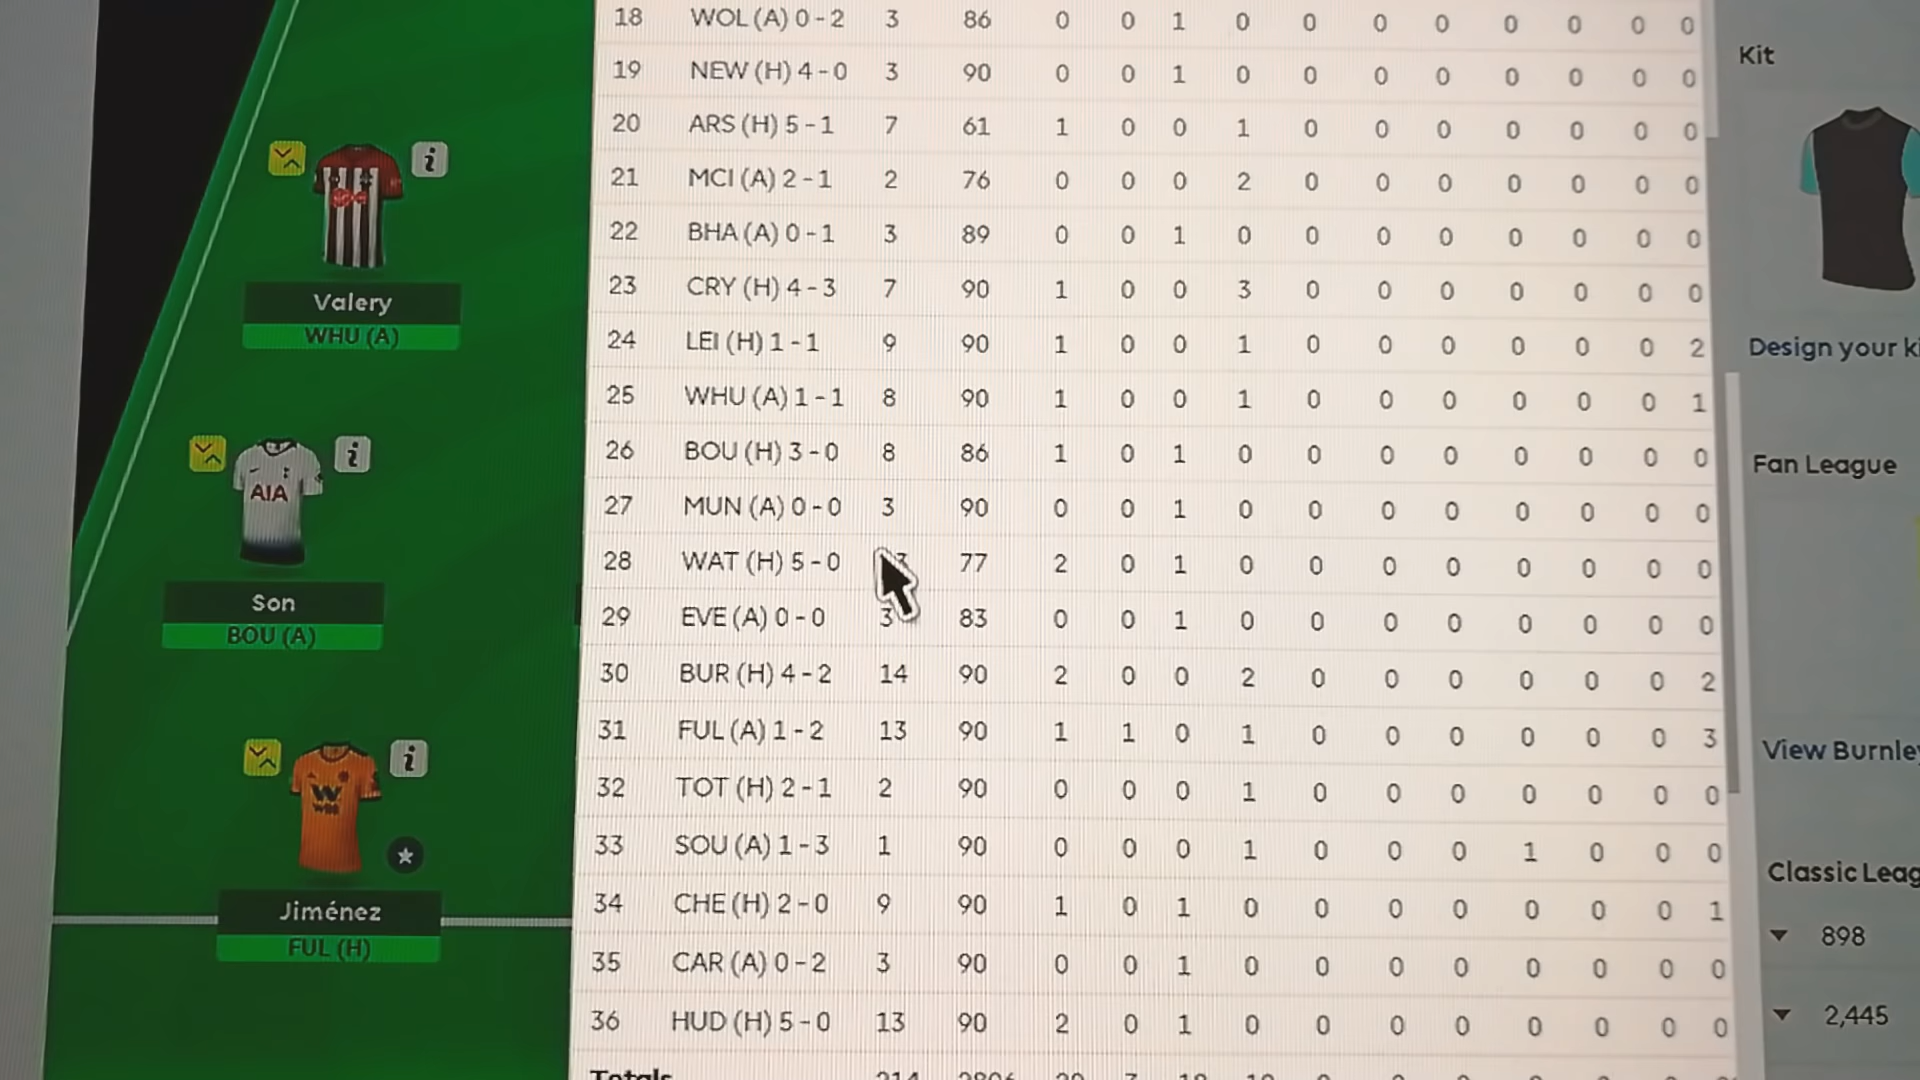 18 WOL (A) 0 - 2 3 86 0 0 1 0 0 0 0 0 0 0 0
19 NEW (H) 4 - 0 3 90 0 0 1 0 0 0 0 0 0 0 0
20 ARS (H) 5 - 1 7 61 1 0 0 1 0 0 0 0 0 0 0
21 MCI (A) 2 - 1 2 76 0 0 0 2 0 0 0 0 0 0 0
22 BHA (A) 0 - 1 3 89 0 0 1 0 0 0 0 0 0 0 0
23 CRY (H) 4 - 3 7 90 1 0 0 3 0 0 0 0 0 0 0
24 LEI (H) 1 - 1 9 90 1 0 0 1 0 0 0 0 0 0 2
25 WHU (A) 1 - 1 8 90 1 0 0 1 0 0 0 0 0 0 1
26 BOU (H) 3 - 0 8 86 1 0 1 0 0 0 0 0 0 0 0
27 MUN (A) 0 - 0 3 90 0 0 1 0 0 0 0 0 0 0 0
28 WAT (H) 5 - 0 77 2 0 1 0 0 0 0 0 0 0 0
29 EVE (A) 0 - 0 3 83 0 0 1 0 0 0 0 0 0 0 0
30 BUR (H) 4 - 2 14 90 2 0 0 2 0 0 0 0 0 0 2
31 FUL (A) 1 - 2 13 90 1 1 0 1 0 0 0 0 0 0 3
32 TOT (H) 2 - 1 2 90 0 0 0 1 0 0 0 0 0 0 0
33 SOU (A) 1 - 3 1 90 0 0 0 1 0 0 0 1 0 0 0
34 CHE (H) 2 - 0 9 90 1 0 1 0 0 0 0 0 0 0 1
35 CAR (A) 0 - 2 3 90 0 0 1 0 0 0 0 0 0 0 0
36 HUD (H) 5 - 0 13 90 2 0 1 0 0 0 0 0 0 0 0
Totals
Valery
WHU (A)
AIA
Son
BOU (A)
W88
Jiménez
FUL (H)
Kit
Design your ki
Fan League
View Burnley
Classic Leag
898
2,445